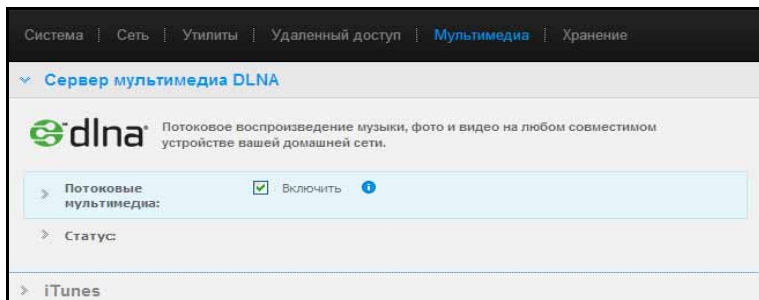 Система | Сеть | Утилиты | Удаленный доступ | Мультимедиа | Хранение
Сервер мультимедиа DLNA
dlna
Потоковое воспроизведение музыки, фото и видео на любом совместимом
устройстве вашей домашней сети.
Потоковые
мультимедиа:
Включить
Статус:
iTunes